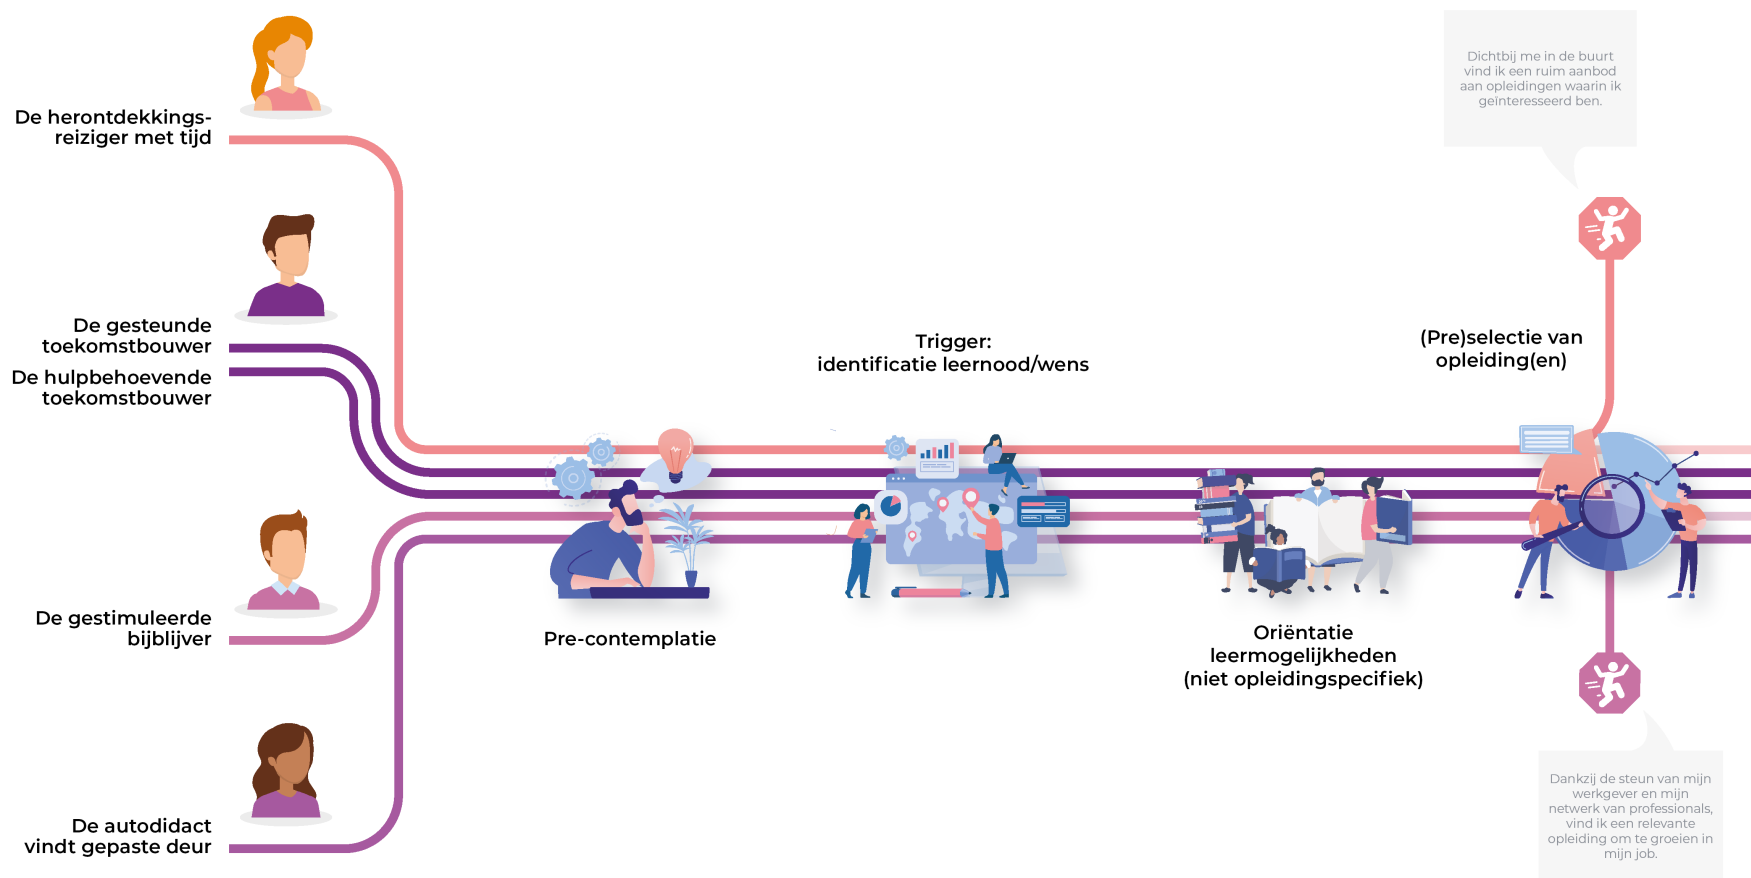 De herontdekkings-
reiziger met tijd
De gesteunde
toekomstbouwer
De hulpbehoevende
toekomstbouwer
De gestimuleerde
bijblijver
De autodidact
vindt gepaste deur
Pre-contemplatie
Trigger:
identificatie leernood/wens
Oriëntatie
leermogelijkheden
(niet opleidingspecifiek)
(Pre)selectie van
opleiding(en)
Dichtbij me in de buurt
vind ik een ruim aanbod
aan opleidingen waarin ik
geïnteresseerd ben.
Dankzij de steun van mijn
werkgever en mijn
netwerk van professionals,
vind ik een relevante
opleiding om te groeien in
mijn job.